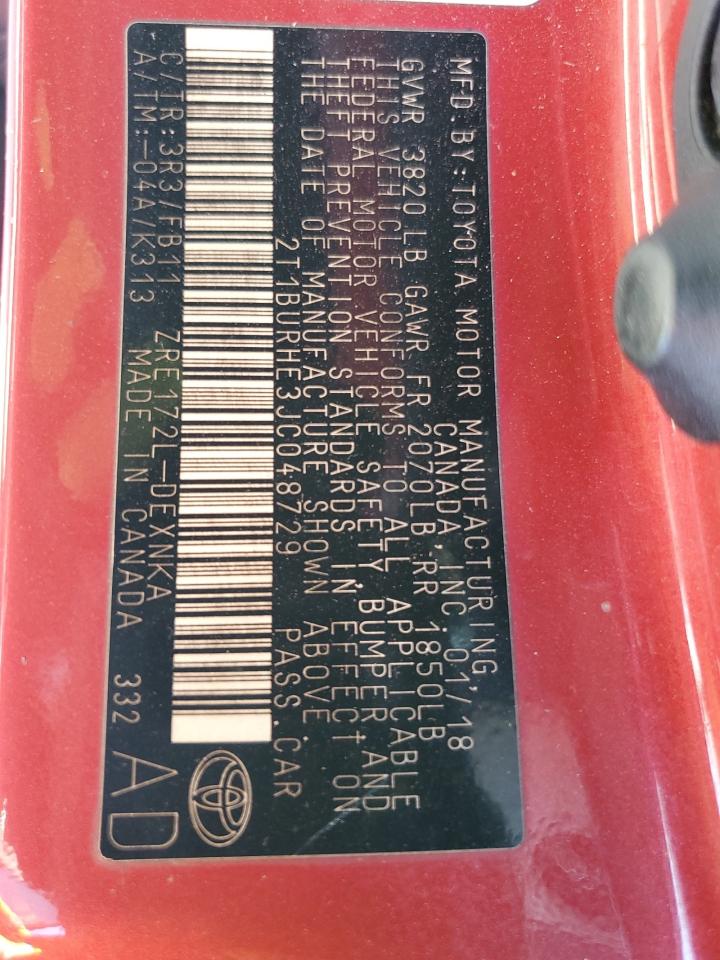 MFD.BY:TOYOTA MOTOR MANUFACTURING,
CANADA, INC. 01/18
GVWR 3820LB GAWR FR 2070LB RR 1850LB
THIS VEHICLE CONFORMS TO ALL APPLICABLE
FEDERAL MOTOR VEHICLE SAFETY, BUMPER, AND
THEFT PREVENTION STANDARDS IN EFFECT ON
THE DATE OF MANUFACTURE SHOWN ABOVE.
2T1BURHE3JC048729 PASS.CAR
C/TR:3R3/FB11 ZRE172L-DEXNKA
A/TM:-04A/K313 MADE IN CANADA 332
AD